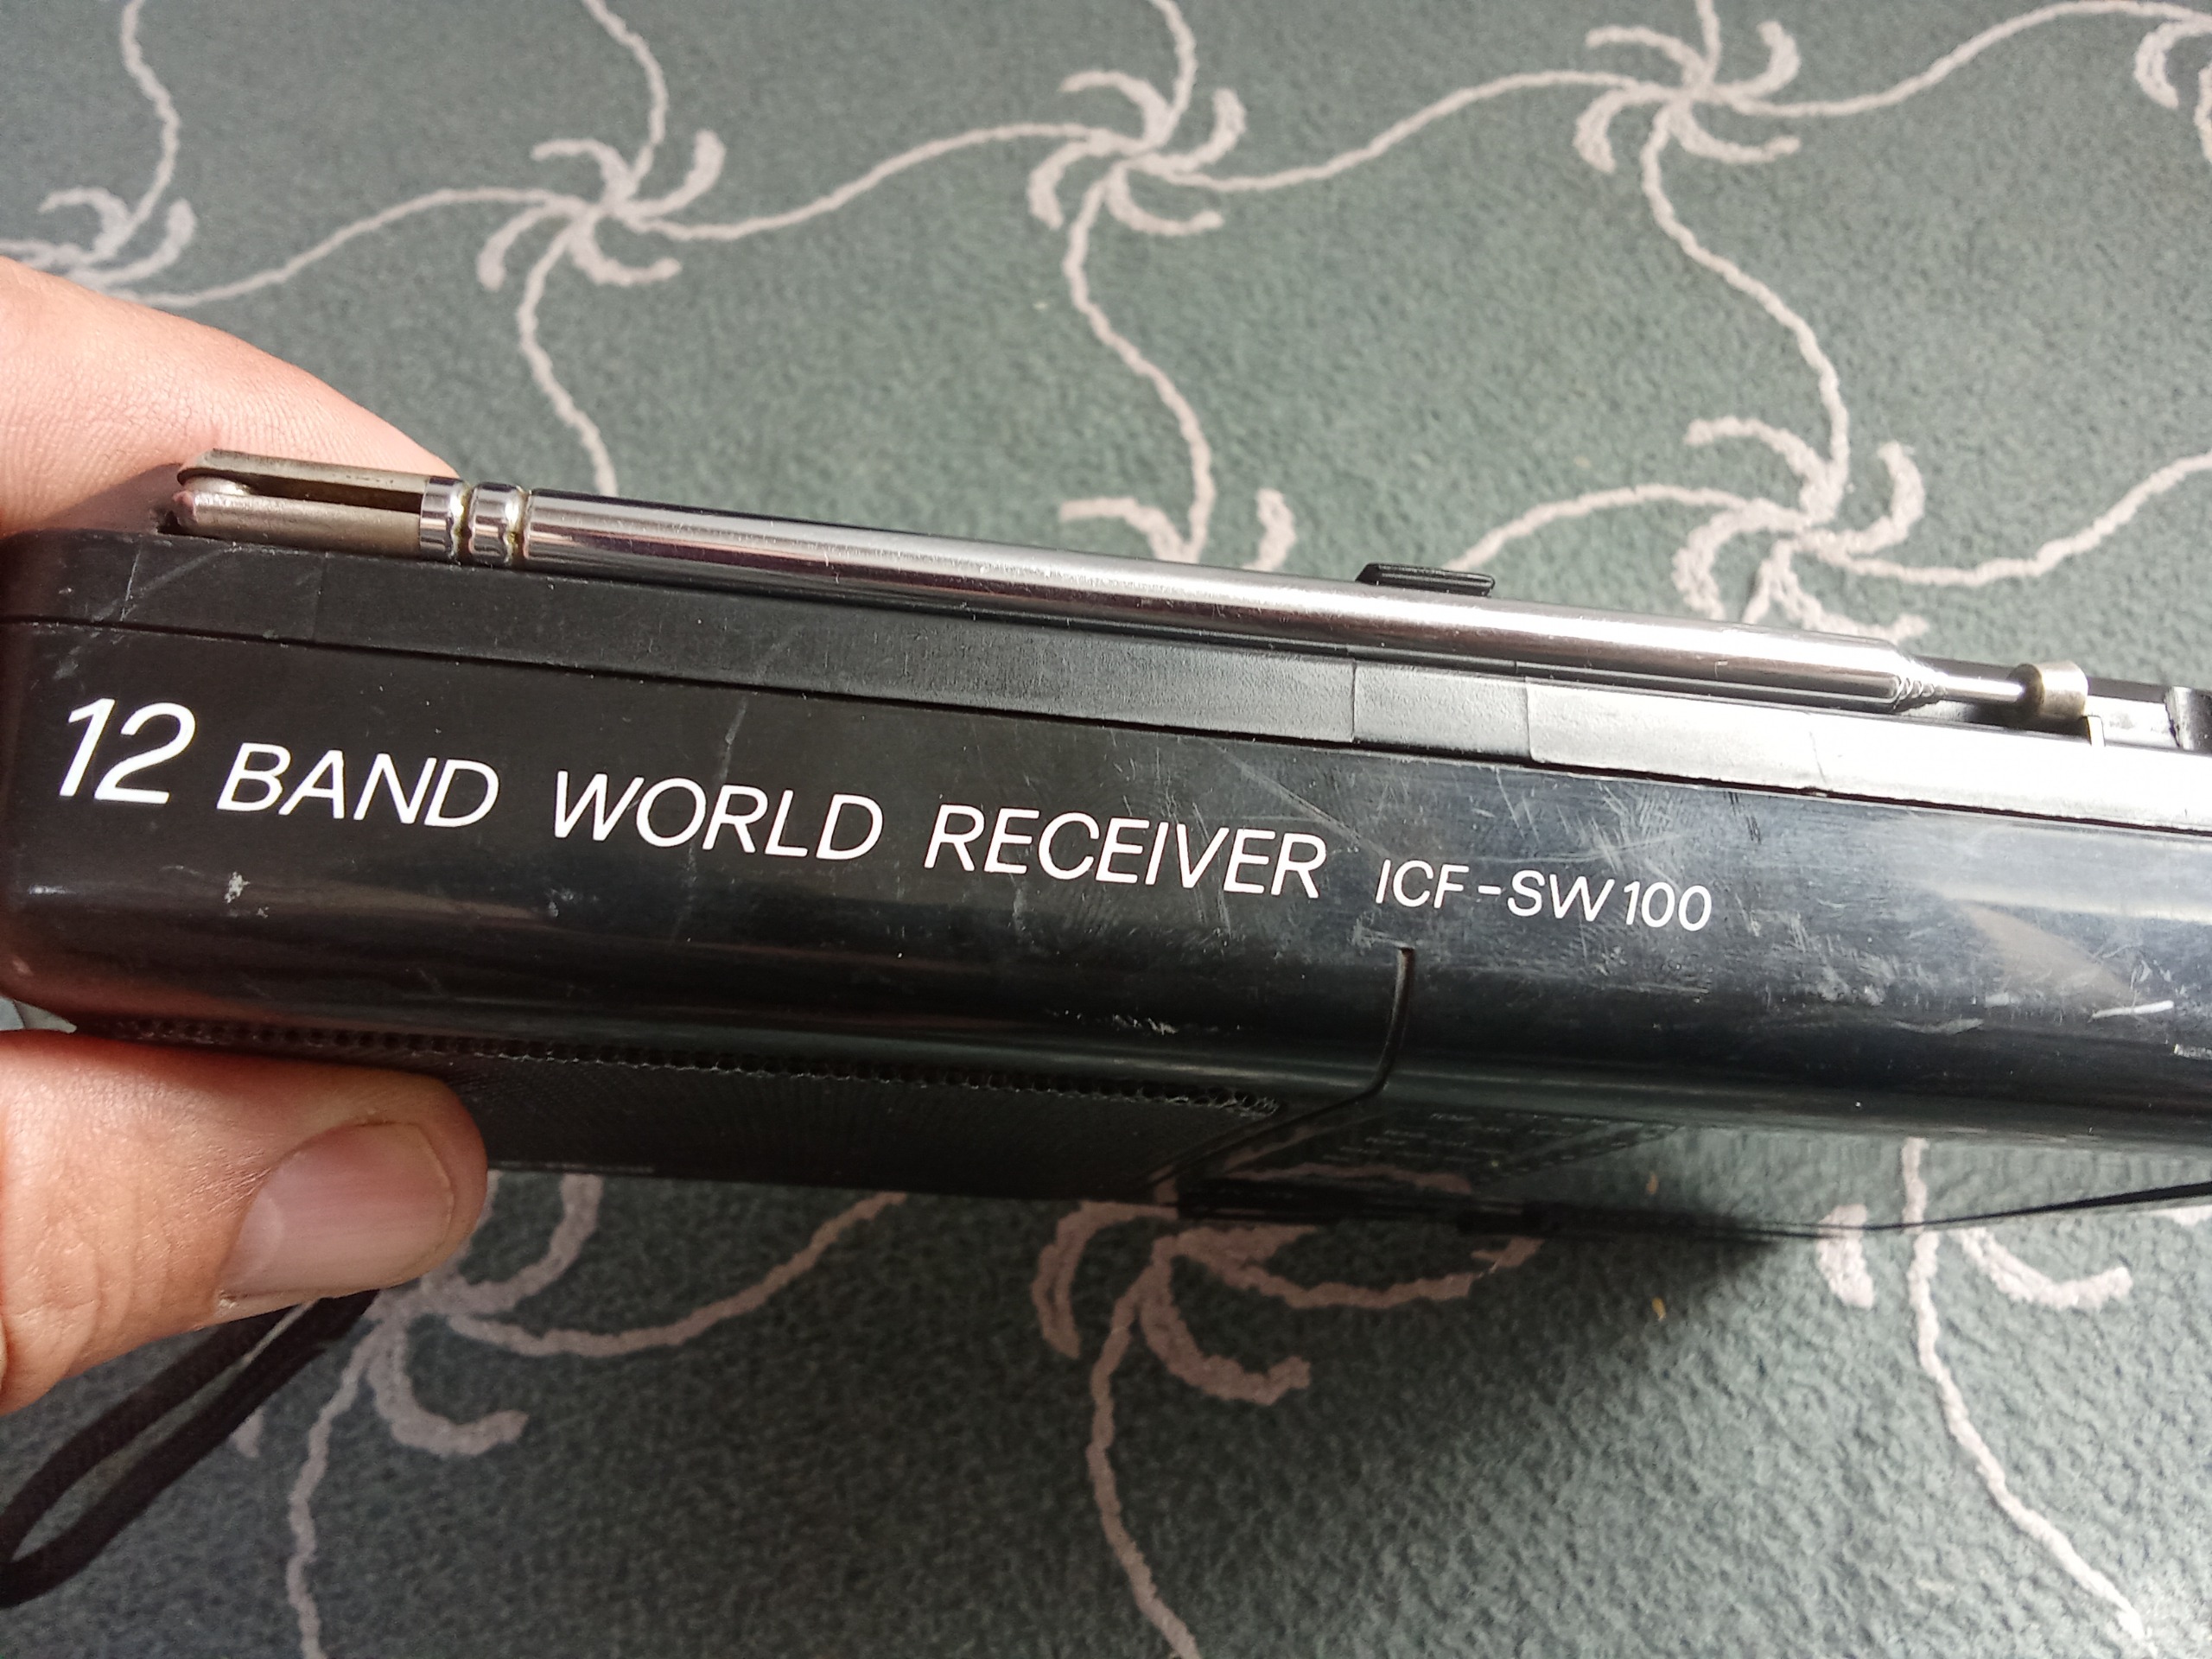 12 BAND WORLD RECEIVER ICF-SW100